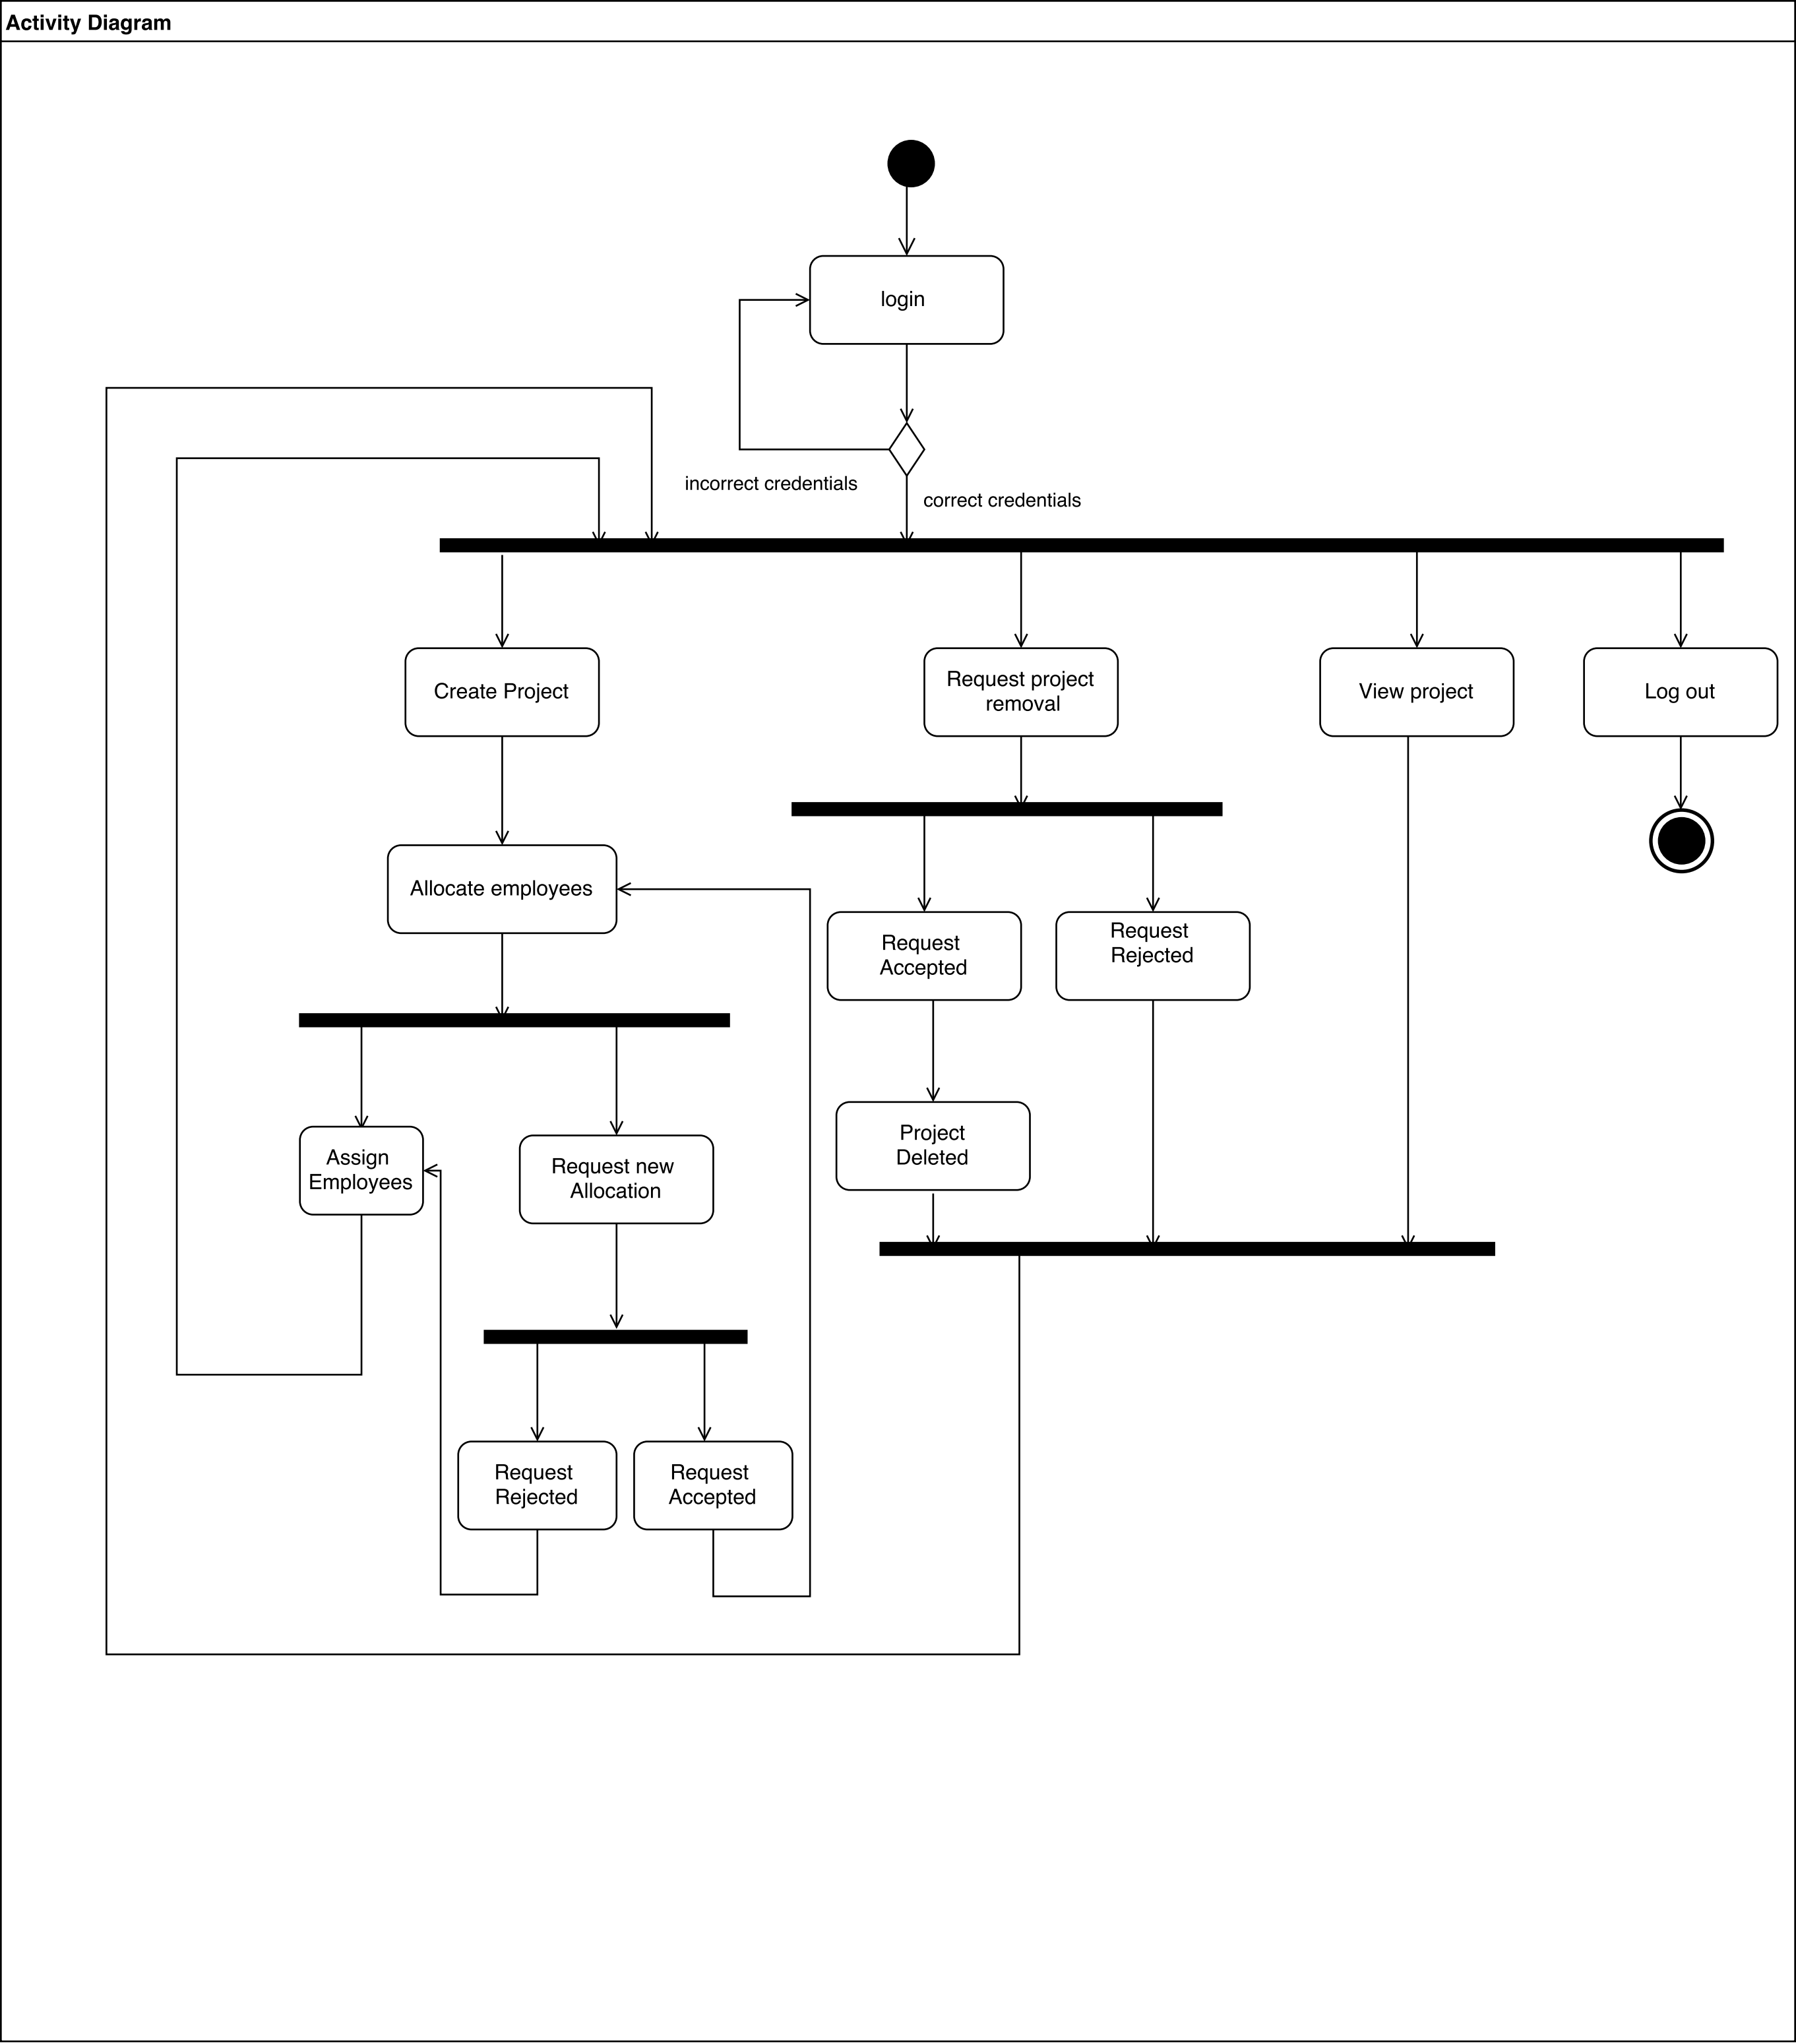 Activity Diagram
login
incorrect credentials
correct credentials
Create Project
Request project
removal
View project
Log out
Allocate employees
Request
Accepted
Request
Rejected
Project
Deleted
Assign
Employees
Request new
Allocation
Request
Rejected
Request
Accepted